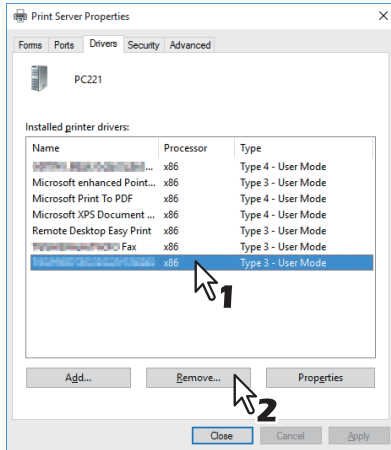 Print Server Properties
Forms Ports Drivers Security Advanced
PC221
Installed printer drivers:
Name Processor Type
... x86 Type 4 - User Mode
Microsoft enhanced Point... x86 Type 3 - User Mode
Microsoft Print To PDF x86 Type 4 - User Mode
Microsoft XPS Document ... x86 Type 4 - User Mode
Remote Desktop Easy Print x86 Type 3 - User Mode
Fax x86 Type 3 - User Mode
x86 Type 3 - User Mode
1
Add... Remove... Properties
2
Close Cancel Apply